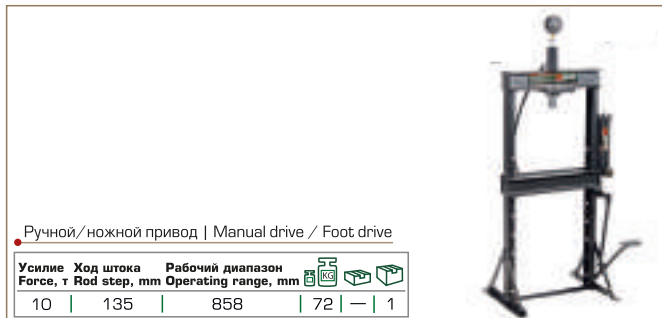 Ручной/ножной привод | Manual drive / Foot drive
Усилие Ход штока Рабочий диапазон
Force, т Rod step, mm Operating range, mm KG
10 | 135 | 858 | 72 | — | 1